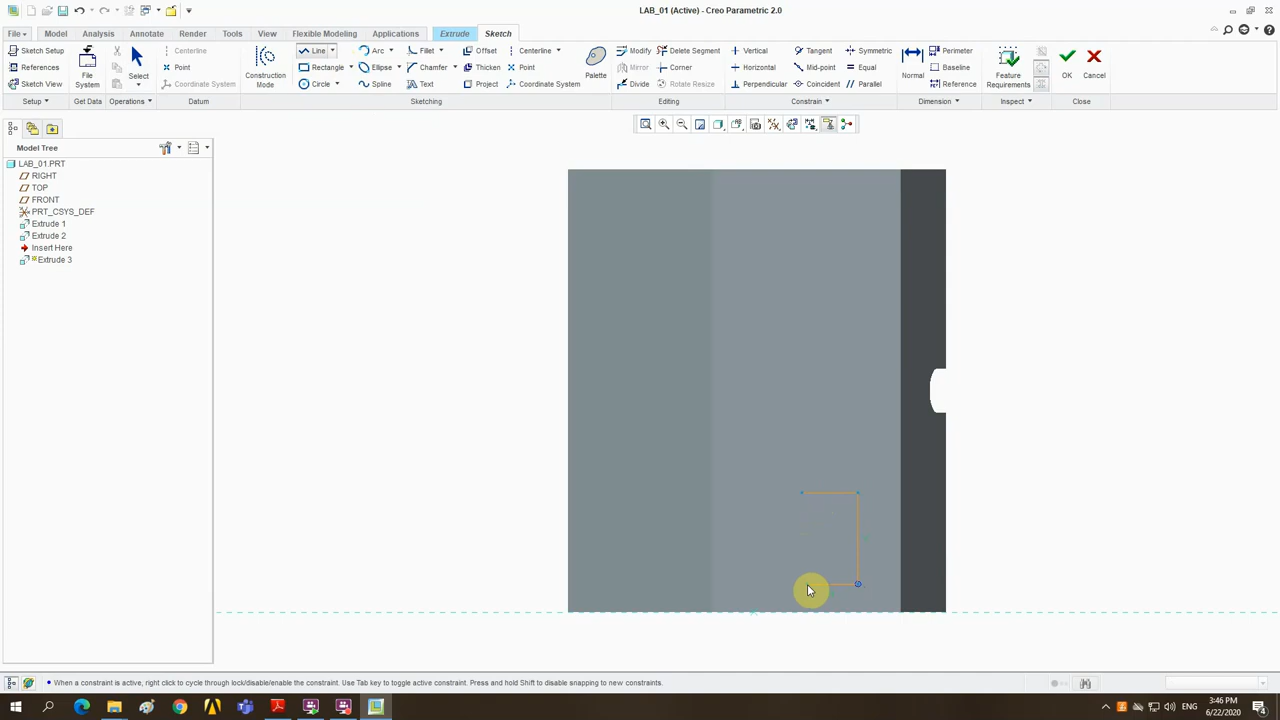 LAB_01 (Active) - Creo Parametric 2.0
File Model Analysis Annotate Render Tools View Flexible Modeling Applications Extrude Sketch
Sketch Setup
References
Sketch View
Setup
File System
Get Data
Select
Operations
Centerline
Point
Coordinate System
Datum
Construction Mode
Line Arc Fillet Offset Centerline
Rectangle Ellipse Chamfer Thicken Point
Circle Spline Text Project Coordinate System
Palette
Sketching
Modify Delete Segment
Mirror Corner
Divide Rotate Resize
Editing
Vertical Tangent Symmetric
Horizontal Mid-point Equal
Perpendicular Coincident Parallel
Constrain
Normal
Perimeter
Baseline
Reference
Dimension
Feature Requirements
Inspect
OK
Cancel
Close
Model Tree
LAB_01.PRT
RIGHT
TOP
FRONT
PRT_CSYS_DEF
Extrude 1
Extrude 2
Insert Here
Extrude 3
When a constraint is active, right click to cycle through lock/disable/enable the constraint. Use Tab key to toggle active constraint. Press and hold Shift to disable snapping to new constraints.
ENG
3:46 PM
6/22/2020
4